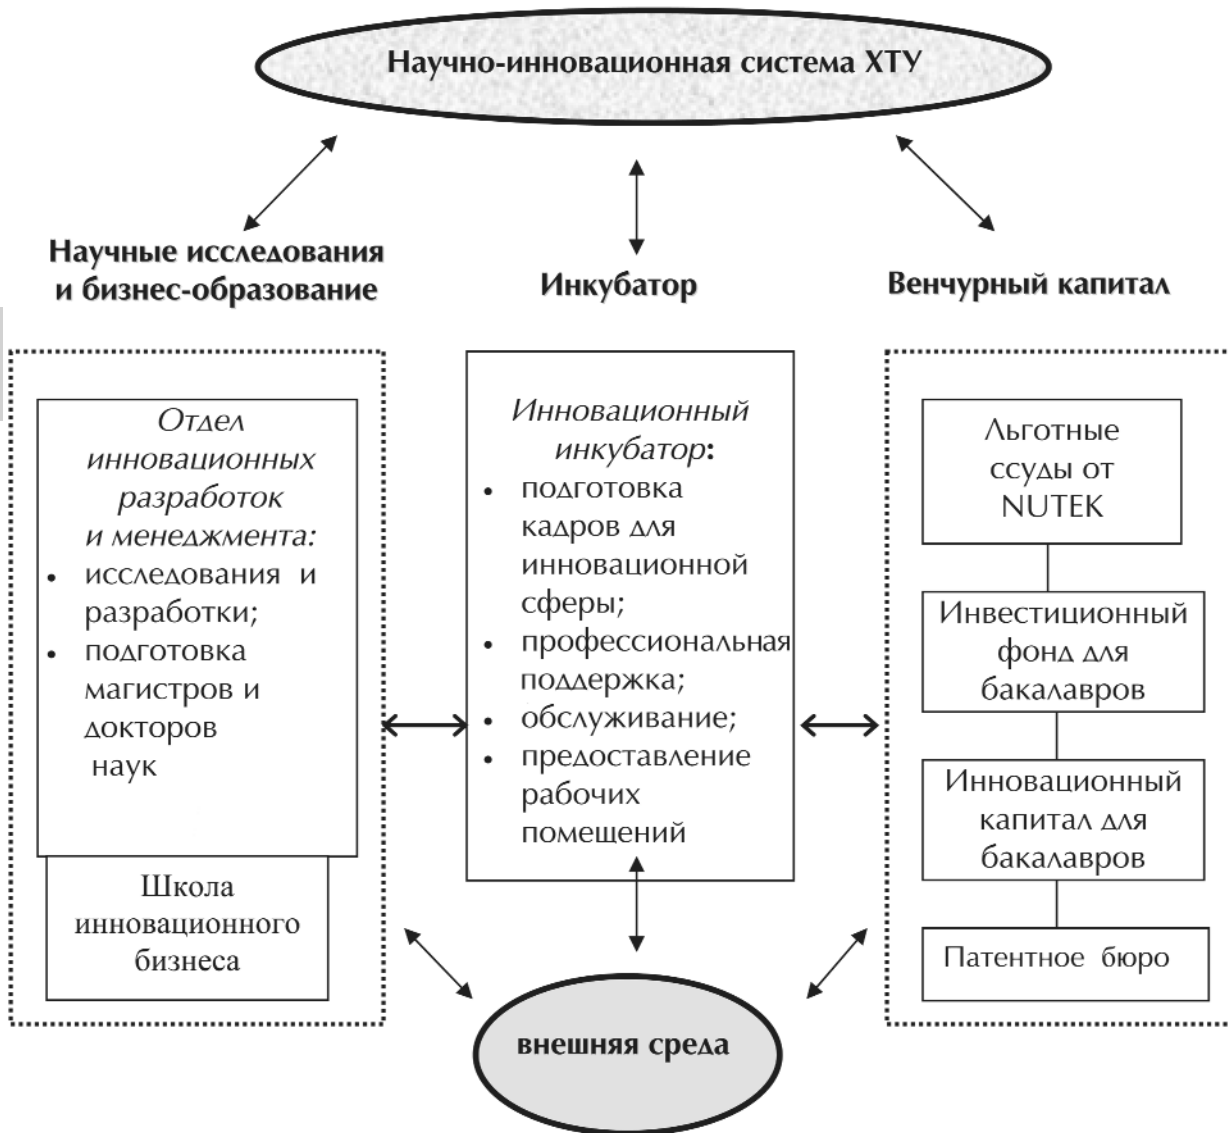 Научно-инновационная система ХТУ
Научные исследования
и бизнес-образование
Инкубатор
Венчурный капитал
Отдел
инновационных
разработок
и менеджмента:
• исследования и
разработки;
• подготовка
магистров и
докторов
наук
Школа
инновационного
бизнеса
Инновационный
инкубатор:
• подготовка
кадров для
инновационной
сферы;
• профессиональная
поддержка;
• обслуживание;
• предоставление
рабочих
помещений
Льготные
ссуды от
NUTEK
Инвестиционный
фонд для
бакалавров
Инновационный
капитал для
бакалавров
Патентное бюро
внешняя среда